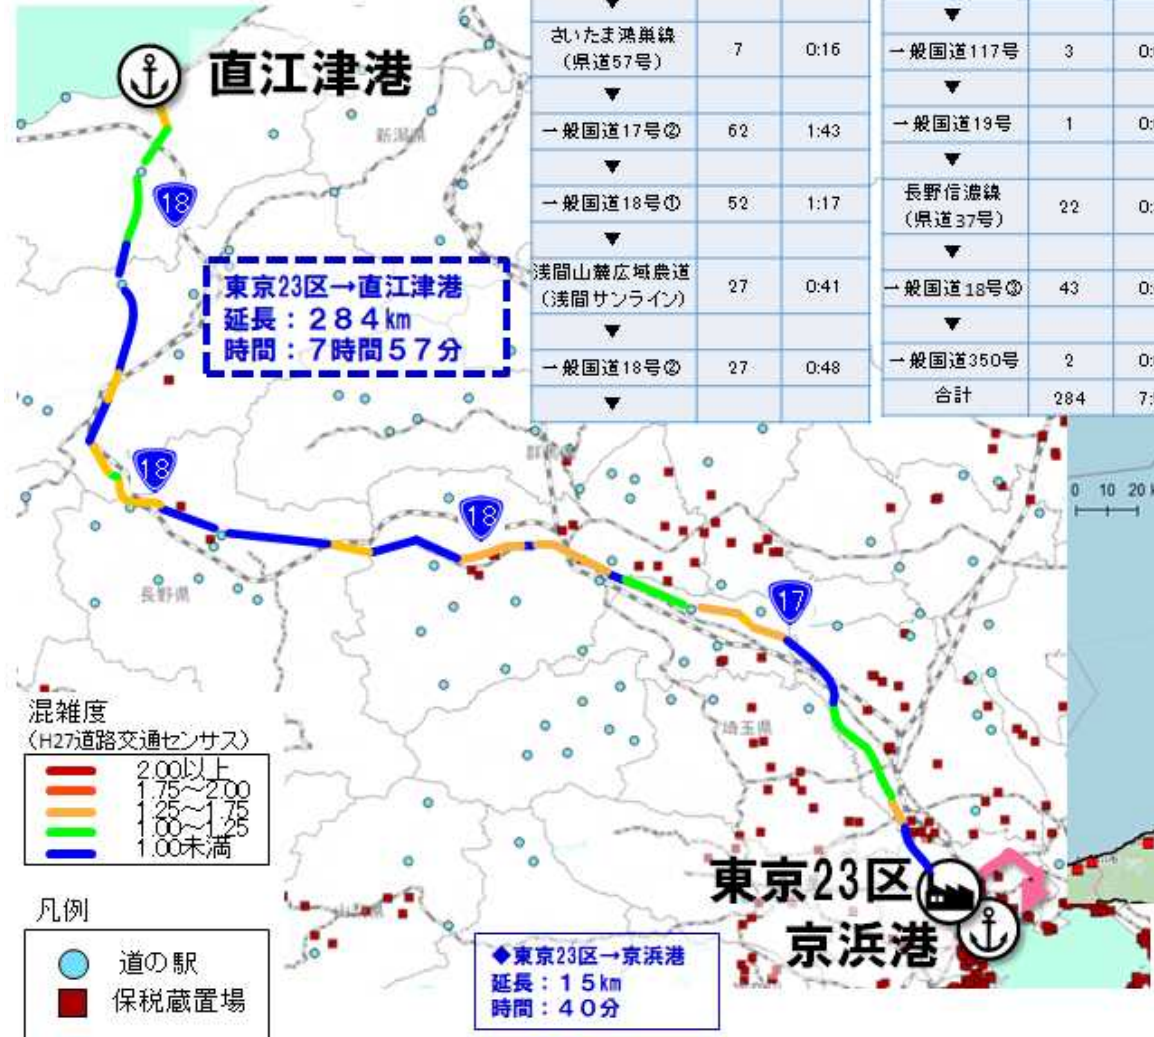 直江津港
新潟県
18
東京23区→直江津港
延長：２８４km
時間：７時間５７分
▼
さいたま鴻巣線
（県道57号）
7
0:16
▼
一般国道17号②
62
1:43
▼
一般国道18号①
52
1:17
▼
浅間山麓広域農道
（浅間サンライン）
27
0:41
▼
一般国道18号②
27
0:48
▼
▼
一般国道117号
3
▼
一般国道19号
1
▼
長野信濃線
（県道37号）
22
▼
一般国道18号③
43
▼
一般国道350号
2
合計
284
18
18
17
0 10 20
長野県
埼玉県
混雑度
（H27道路交通センサス）
2.00以上
1.75～2.00
1.25～1.75
1.00～1.25
1.00未満
凡例
道の駅
保税蔵置場
東京23区
京浜港
◆東京23区→京浜港
延長：１５km
時間：４０分